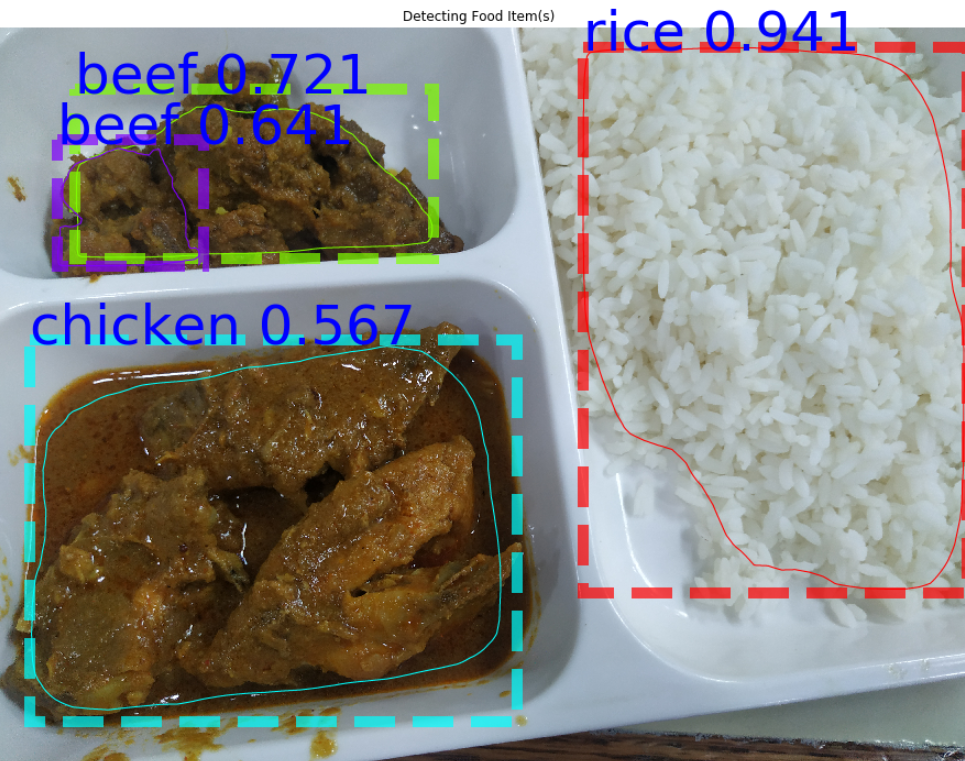 Detecting Food Item(s)
rice 0.941
beef 0.721
beef 0.641
chicken 0.567